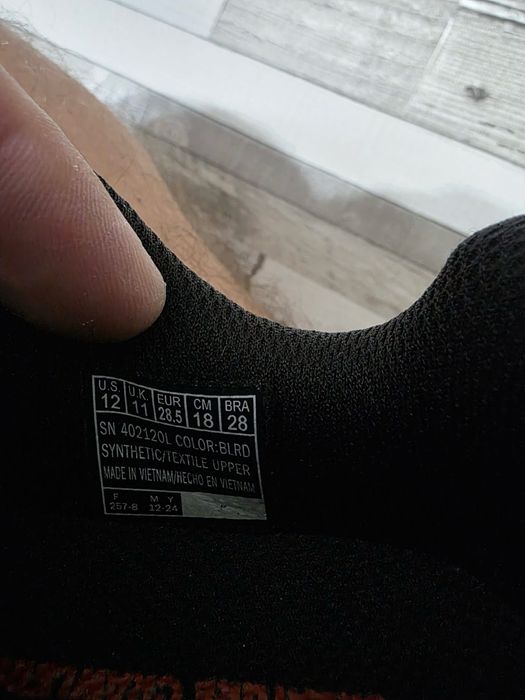 U.S. U.K. EUR CM BRA
12 11 28.5 18 28
SN 402120L COLOR:BLRD
SYNTHETIC/TEXTILE UPPER
MADE IN VIETNAM/HECHO EN VIETNAM
F M Y
257-8 12-24